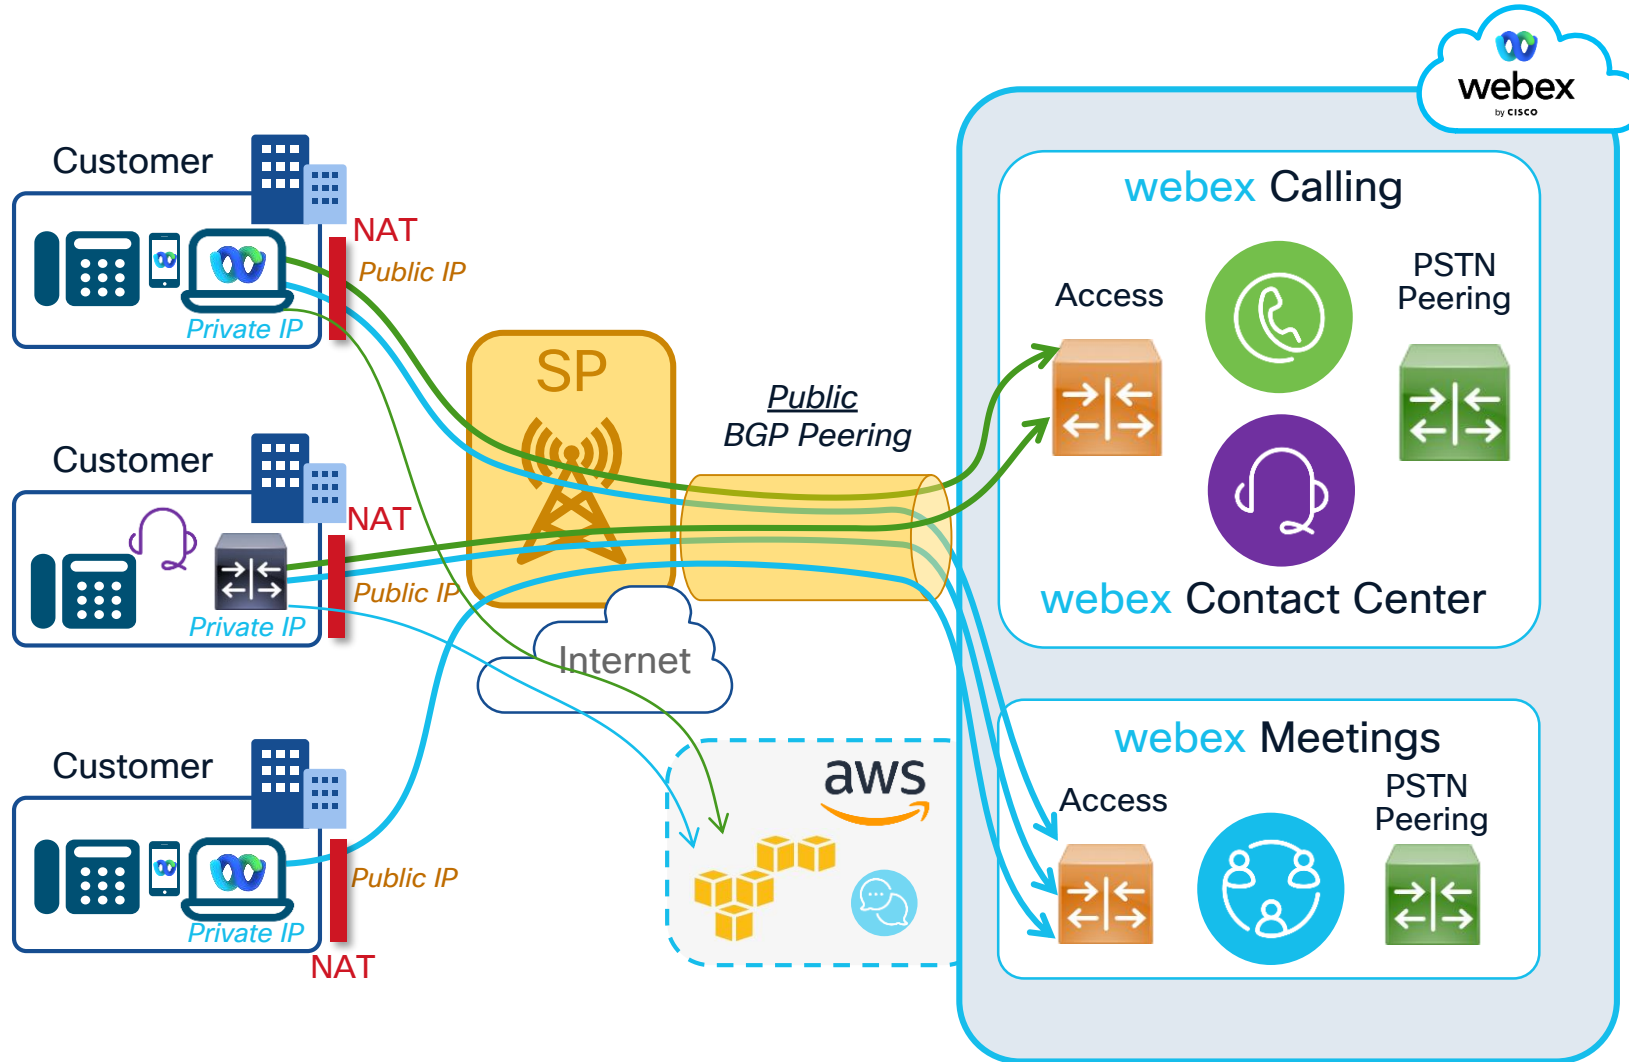 webex
by CISCO
Customer
NAT
Public IP
Private IP
SP
Public
BGP Peering
webex Calling
Access
PSTN
Peering
Customer
NAT
Public IP
Private IP
Internet
webex Contact Center
Customer
Public IP
Private IP
NAT
aws
webex Meetings
Access
PSTN
Peering